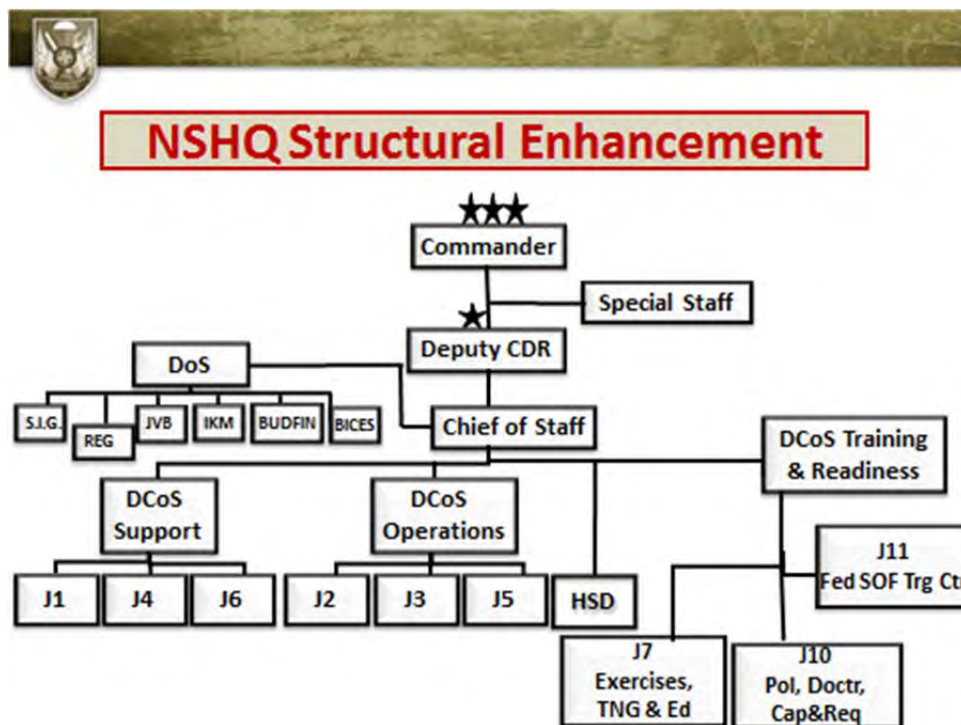 NSHQ Structural Enhancement
Commander
Special Staff
Deputy CDR
DoS
S.I.G.
REG
JVB
IKM
BUDFIN
BICES
Chief of Staff
DCoS Training
& Readiness
DCoS
Support
DCoS
Operations
J1
J4
J6
J2
J3
J5
HSD
J11
Fed SOF Trg Ctr
J7
Exercises,
TNG & Ed
J10
Pol, Doctr,
Cap&Req